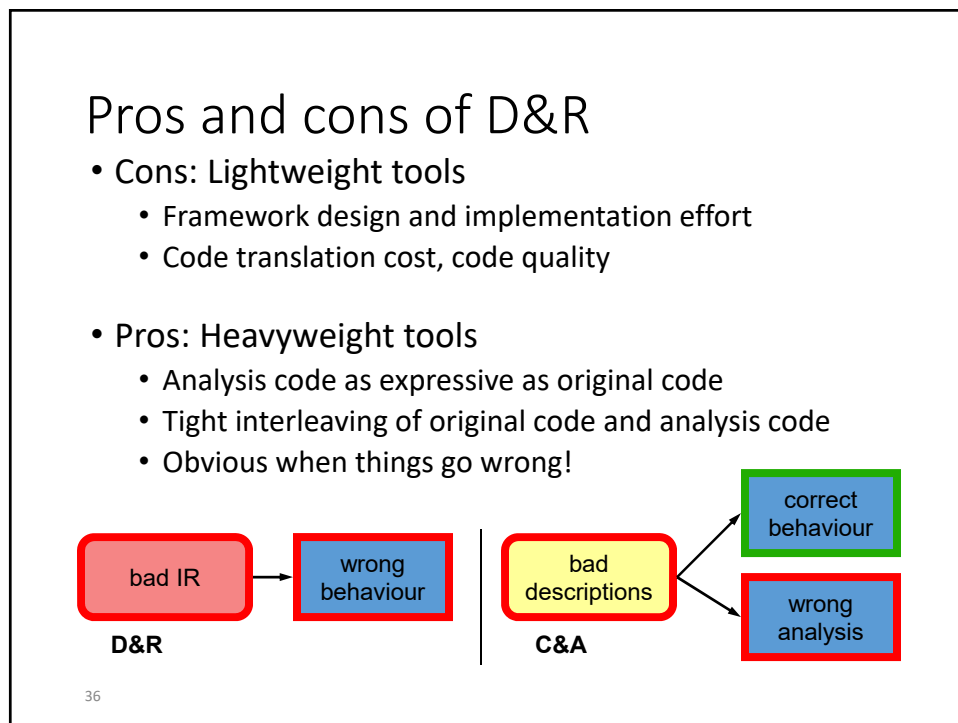 Pros and cons of D&R
• Cons: Lightweight tools
• Framework design and implementation effort
• Code translation cost, code quality
• Pros: Heavyweight tools
• Analysis code as expressive as original code
• Tight interleaving of original code and analysis code
• Obvious when things go wrong!
bad IR
wrong
behaviour
D&R
bad
descriptions
correct
behaviour
wrong
analysis
C&A
36